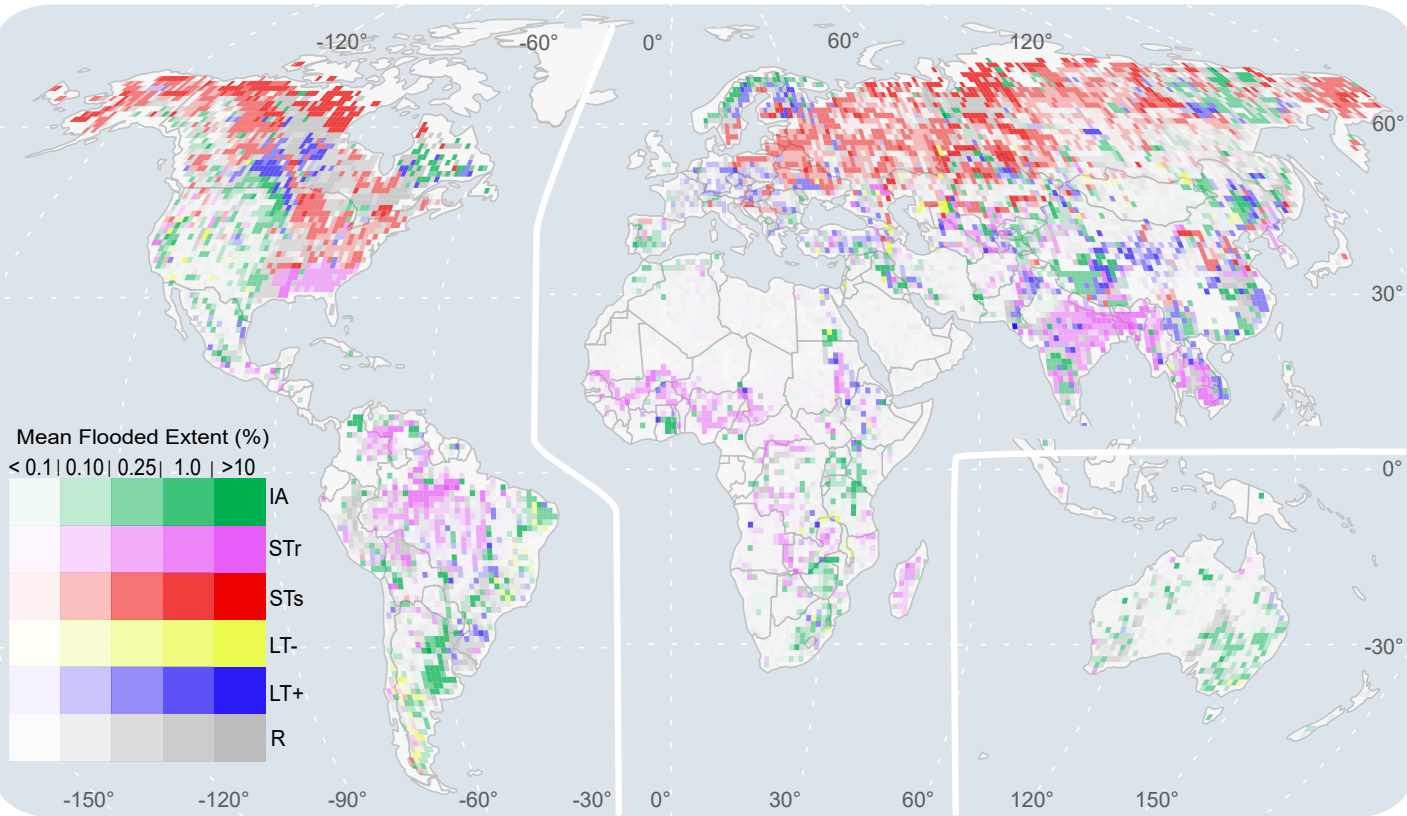 -120° -60° 0° 60° 120°
60°
30°
Mean Flooded Extent (%)
< 0.1 | 0.10 | 0.25 | 1.0 | >10
0°
IA
STr
STs
LT-
-30°
LT+
R
-150° -120° -90° -60° -30° 0° 30° 60° 120° 150°